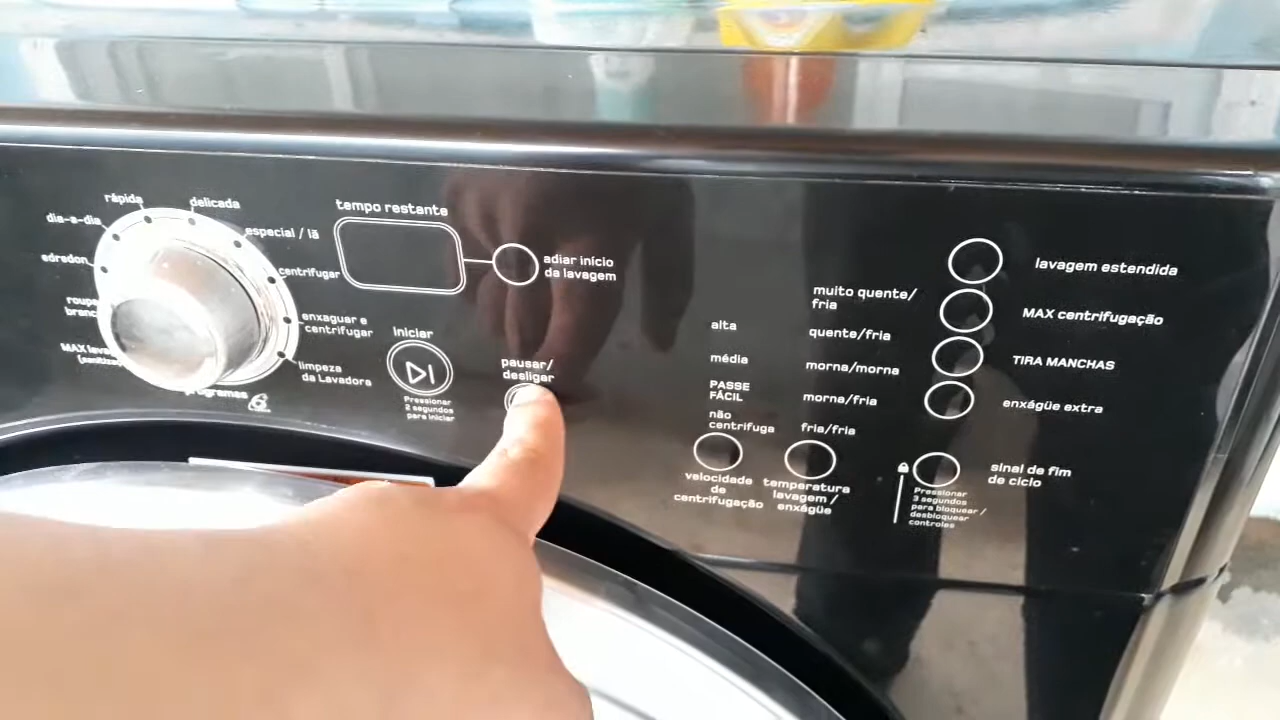 rápida
delicada
dia-a-dia
especial / lã
edredon
centrifugar
enxaguar e
centrifugar
limpeza
da Lavadora
MAX
programas
tempo restante
adiar início
da lavagem
iniciar
Pressionar
2 segundos
para iniciar
pausar/
desligar
alta
média
PASSE
FÁCIL
não
centrifuga
velocidade
de
centrifugação
muito quente/
fria
quente/fria
morna/morna
morna/fria
fria/fria
temperatura
lavagem /
enxágüe
lavagem estendida
MAX centrifugação
TIRA MANCHAS
enxágüe extra
sinal de fim
de ciclo
Pressionar
3 segundos
para bloquear /
desbloquear
controles